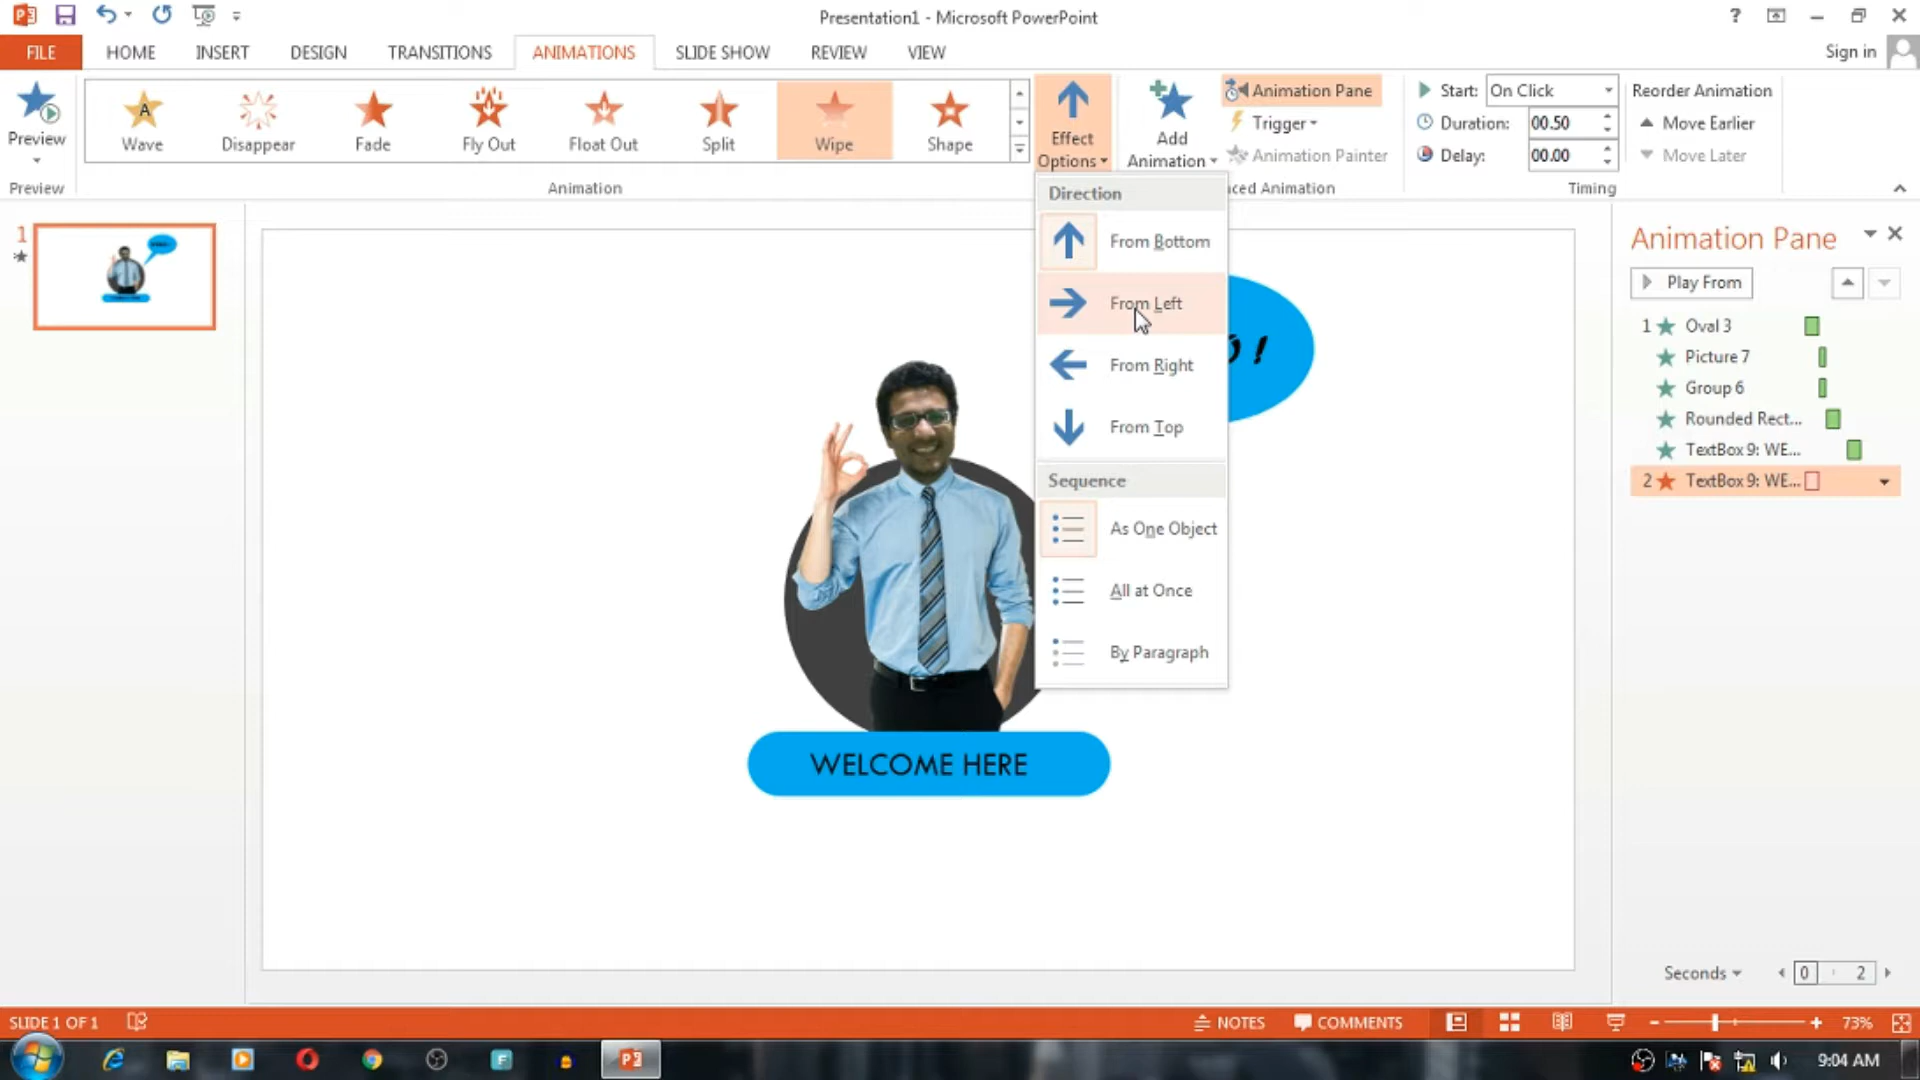 Presentation1 - Microsoft PowerPoint
?
FILE HOME INSERT DESIGN TRANSITIONS ANIMATIONS SLIDE SHOW REVIEW VIEW Sign in
Preview
Wave Disappear Fade Fly Out Float Out Split Wipe Shape
A
Effect Options
Add Animation
Animation Pane
Trigger
Animation Painter
Start: On Click
Duration: 00.50
Delay: 00.00
Reorder Animation
Move Earlier
Move Later
Preview Animation ced Animation Timing
Direction
From Bottom
From Left
From Right
From Top
Sequence
As One Object
All at Once
By Paragraph
1
O !
WELCOME HERE
Animation Pane
Play From
1 Oval 3
Picture 7
Group 6
Rounded Rect...
TextBox 9: WE...
2 TextBox 9: WE...
Seconds 0 2
SLIDE 1 OF 1 NOTES COMMENTS 73%
9:04 AM